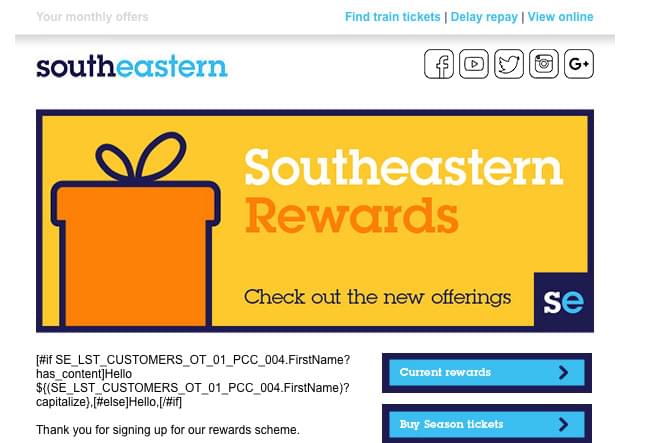 Your monthly offers
Find train tickets | Delay repay | View online
southeastern
G+
Southeastern
Rewards
Check out the new offerings
se
[#if SE_LST_CUSTOMERS_OT_01_PCC_004.FirstName?
has_content]Hello
${(SE_LST_CUSTOMERS_OT_01_PCC_004.FirstName)?
capitalize},[#else]Hello,[/#if]
Thank you for signing up for our rewards scheme.
Current rewards
Buy Season tickets